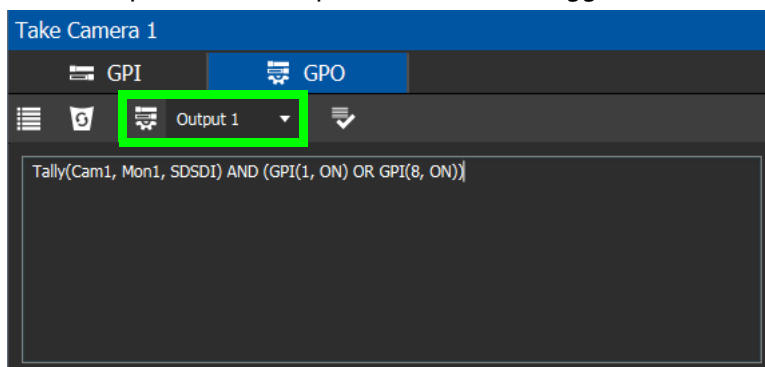 Take Camera 1
GPI GPO
Output 1
Tally(Cam1, Mon1, SDSDI) AND (GPI(1, ON) OR GPI(8, ON))